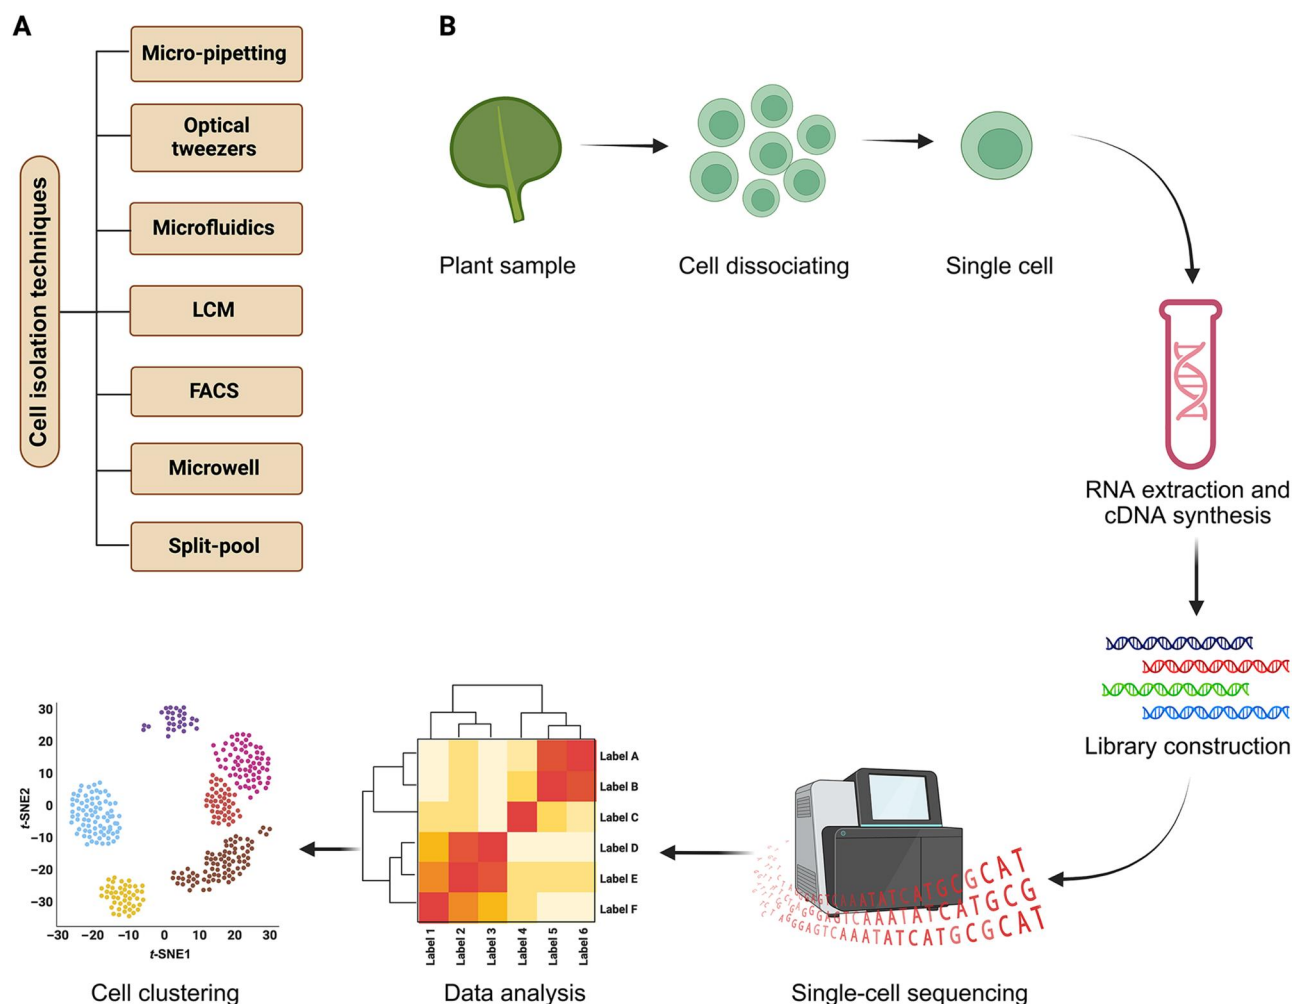 A
Cell isolation techniques
Micro-pipetting
Optical
tweezers
Microfluidics
LCM
FACS
Microwell
Split-pool
B
Plant sample
Cell dissociating
Single cell
RNA extraction and
cDNA synthesis
Library construction
GGGAGTCAAATATCATGCGCAT
Single-cell sequencing
Label A
Label B
Label C
Label D
Label E
Label F
Label 1
Label 2
Label 3
Label 4
Label 5
Label 6
Data analysis
t-SNE2
30
20
10
0
−10
−20
−30
−30
−20
−10
0
10
20
30
t-SNE1
Cell clustering